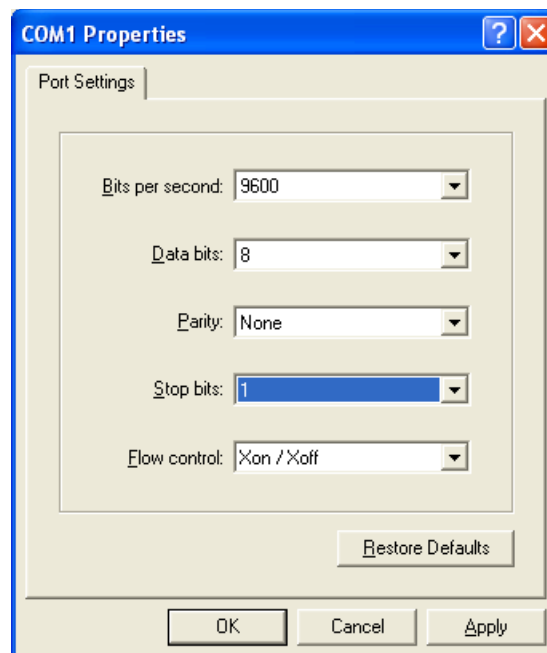 COM1 Properties
Port Settings
Bits per second: 9600
Data bits: 8
Parity: None
Stop bits: 1
Flow control: Xon / Xoff
Restore Defaults
OK Cancel Apply